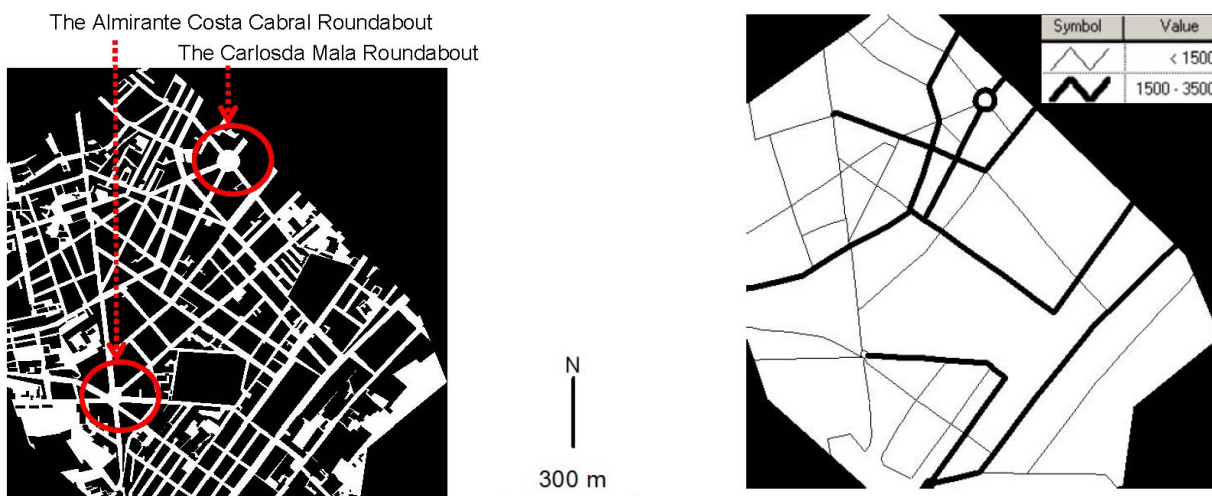 The Almirante Costa Cabral Roundabout
The Carlosda Mala Roundabout
N
300 m
Symbol Value
< 1500
1500 - 3500